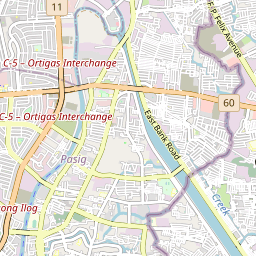 11
F.P. Felix Avenue
C-5 – Ortigas Interchange
60
C-5 – Ortigas Interchange
East Bank Road
Pasig
Creek
ong Ilog